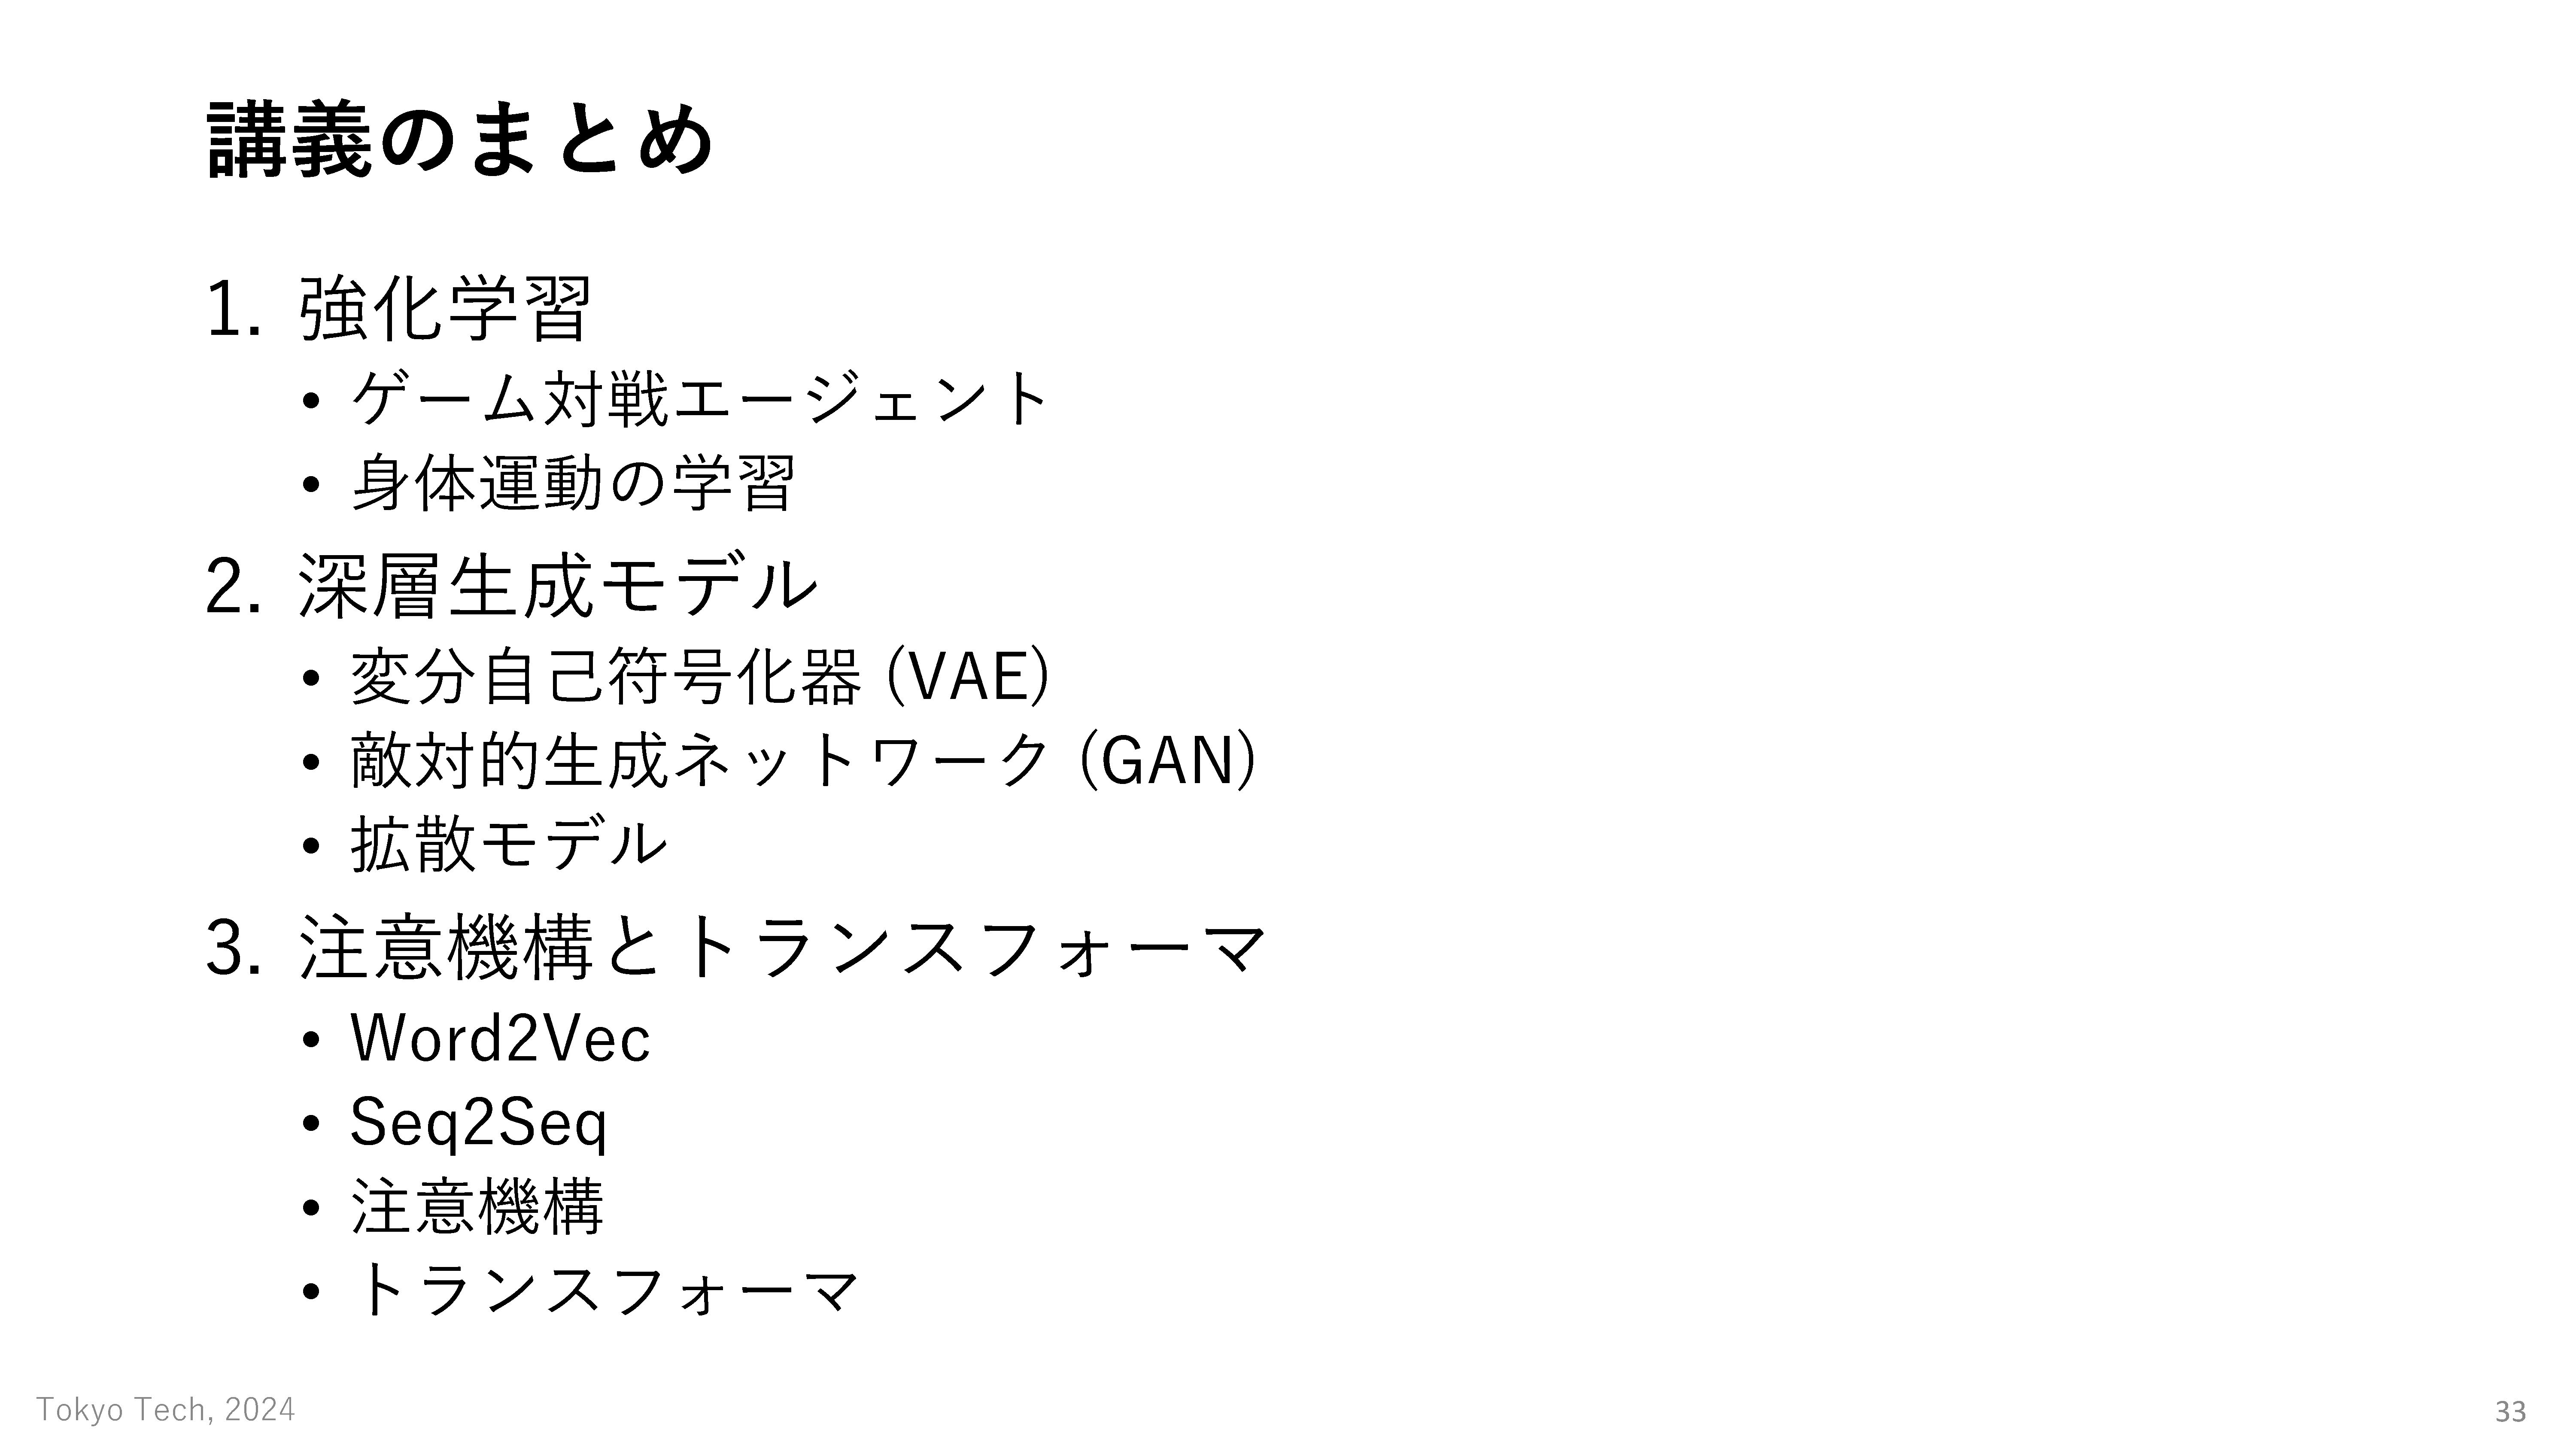 講義のまとめ
1. 強化学習
• ゲーム対戦エージェント
• 身体運動の学習
2. 深層生成モデル
• 変分自己符号化器 (VAE)
• 敵対的生成ネットワーク (GAN)
• 拡散モデル
3. 注意機構とトランスフォーマ
• Word2Vec
• Seq2Seq
• 注意機構
• トランスフォーマ
Tokyo Tech, 2024
33